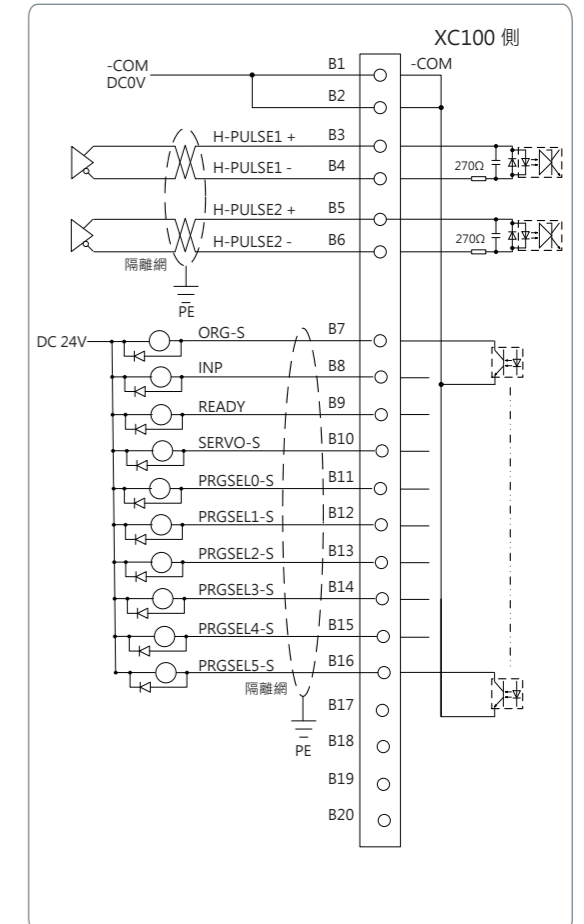 XC100 側
-COM
DC0V
B1
-COM
B2
H-PULSE1 +
B3
H-PULSE1 -
B4
270Ω
H-PULSE2 +
B5
H-PULSE2 -
B6
270Ω
隔離網
PE
DC 24V
ORG-S
B7
INP
B8
READY
B9
SERVO-S
B10
PRGSEL0-S
B11
PRGSEL1-S
B12
PRGSEL2-S
B13
PRGSEL3-S
B14
PRGSEL4-S
B15
PRGSEL5-S
B16
隔離網
B17
PE
B18
B19
B20